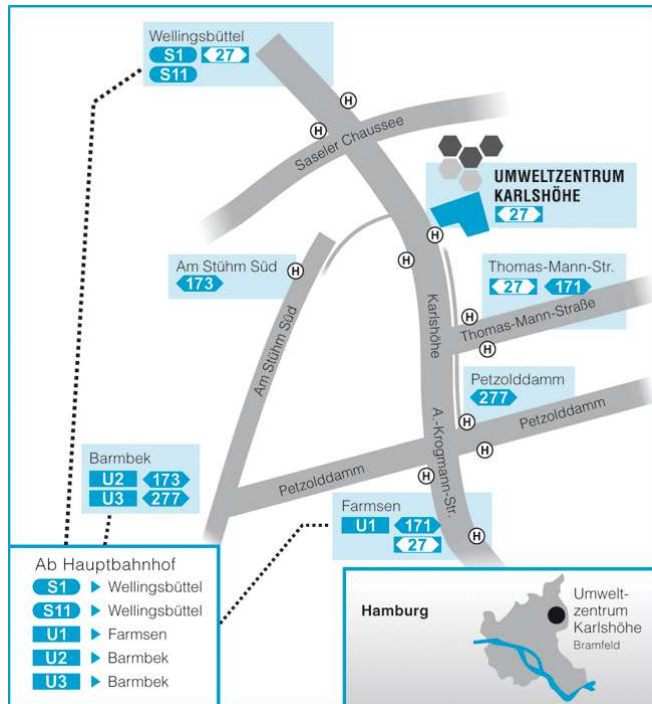 Wellingsbüttel
S1 27
S11
H
H
Saseler Chaussee
UMWELTZENTRUM
KARLSHÖHE
27
H
H
Am Stühm Süd
173
H
Thomas-Mann-Str.
27 171
H
Thomas-Mann-Straße
H
Karlshöhe
Am Stühm Süd
Petzolddamm
277
H
Petzolddamm
H
A.-Krogmann-Str.
Petzolddamm
H
Barmbek
U2 173
U3 277
Farmsen
U1 171
27
H
Ab Hauptbahnhof
S1 Wellingsbüttel
S11 Wellingsbüttel
U1 Farmsen
U2 Barmbek
U3 Barmbek
Hamburg
Umwelt-
zentrum
Karlshöhe
Bramfeld